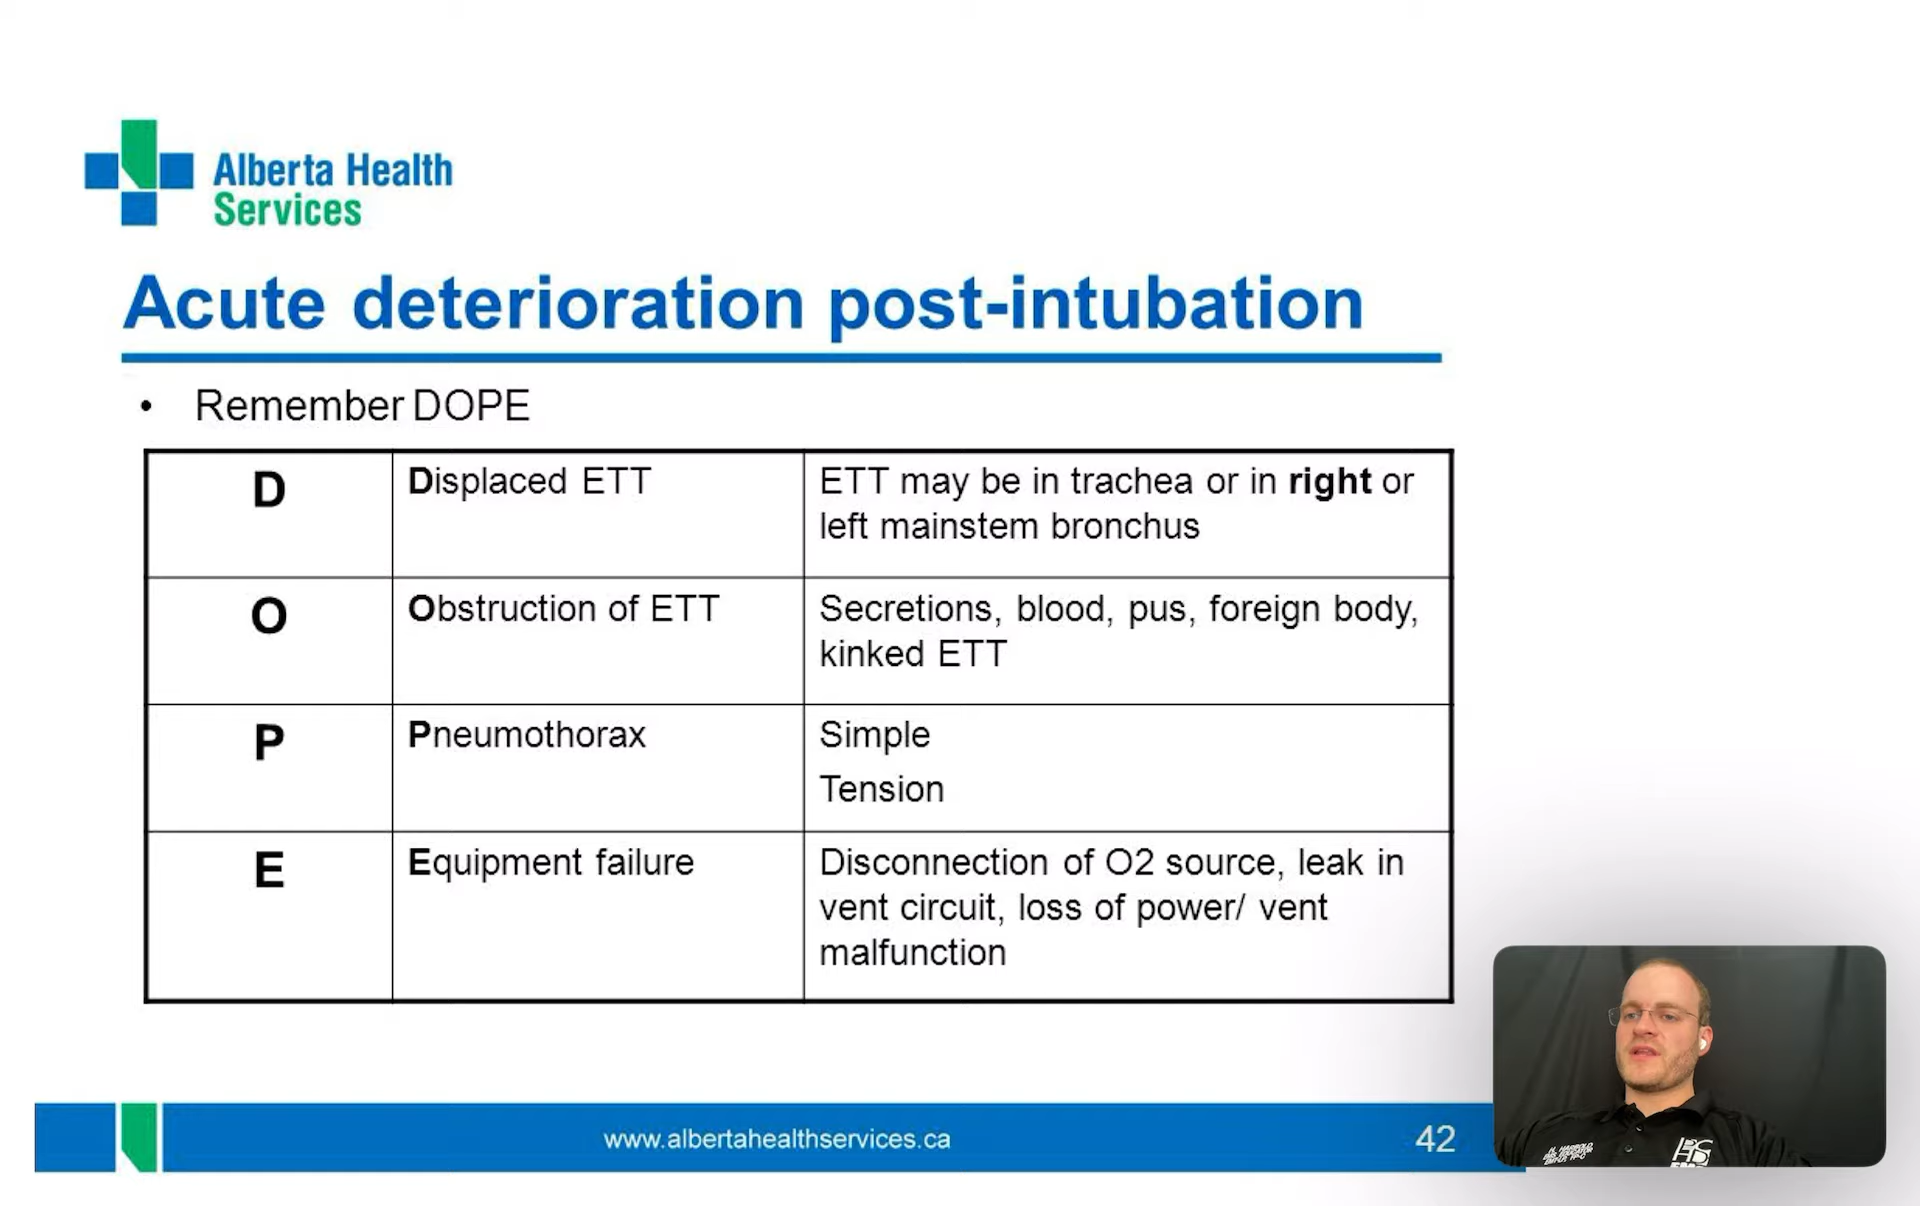 Alberta Health
Services
Acute deterioration post-intubation
• Remember DOPE
D
Displaced ETT
ETT may be in trachea or in right or
left mainstem bronchus
O
Obstruction of ETT
Secretions, blood, pus, foreign body,
kinked ETT
P
Pneumothorax
Simple
Tension
E
Equipment failure
Disconnection of O2 source, leak in
vent circuit, loss of power/ vent
malfunction
www.albertahealthservices.ca
42